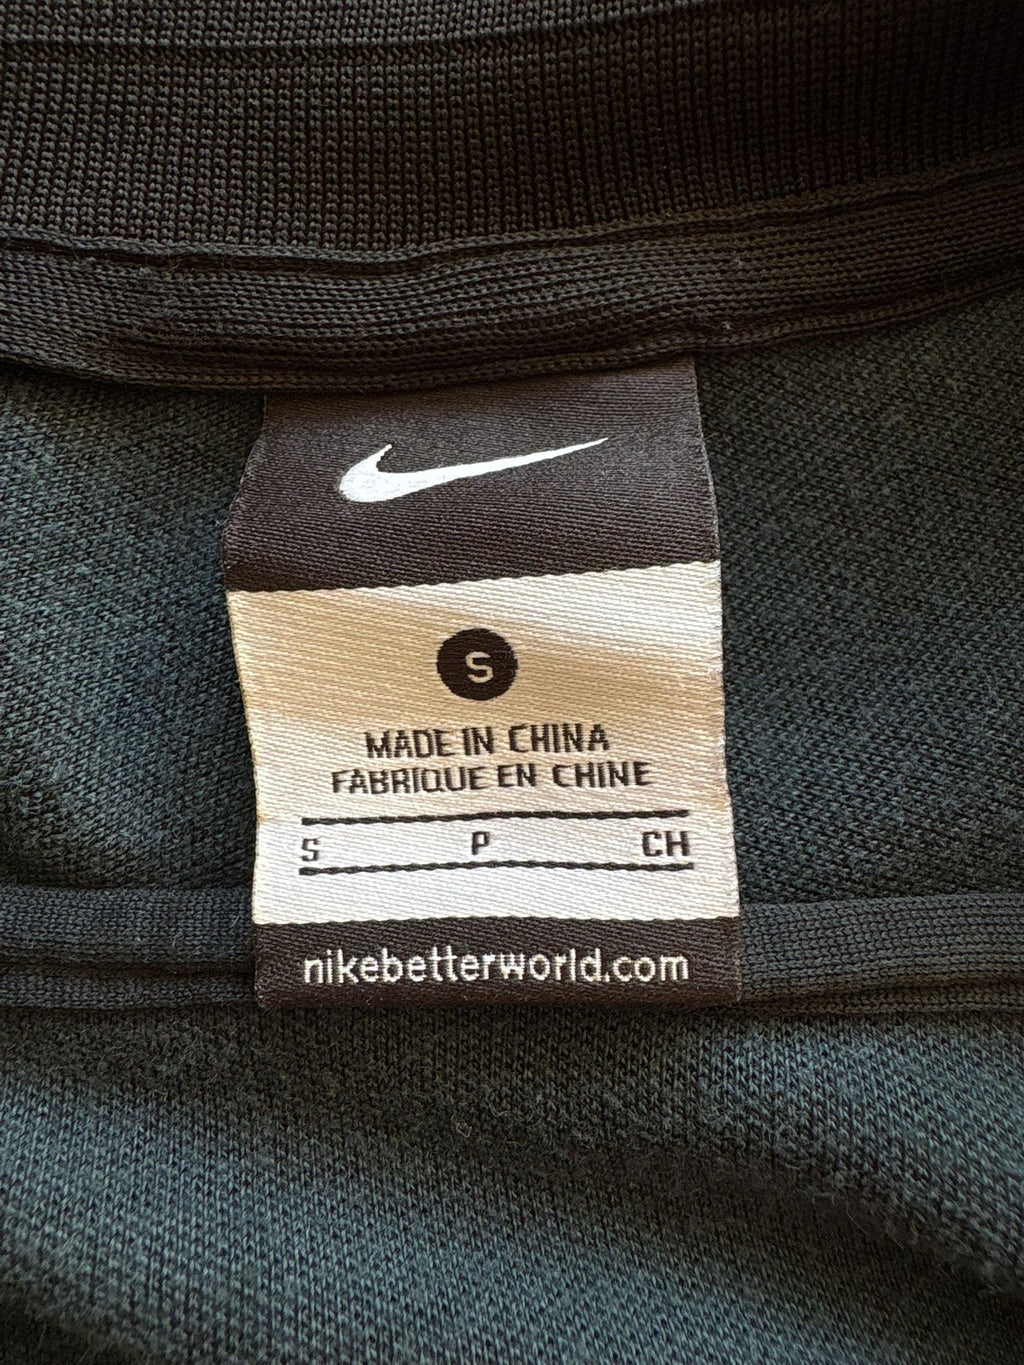 S
MADE IN CHINA
FABRIQUE EN CHINE
S P CH
nikebetterworld.com